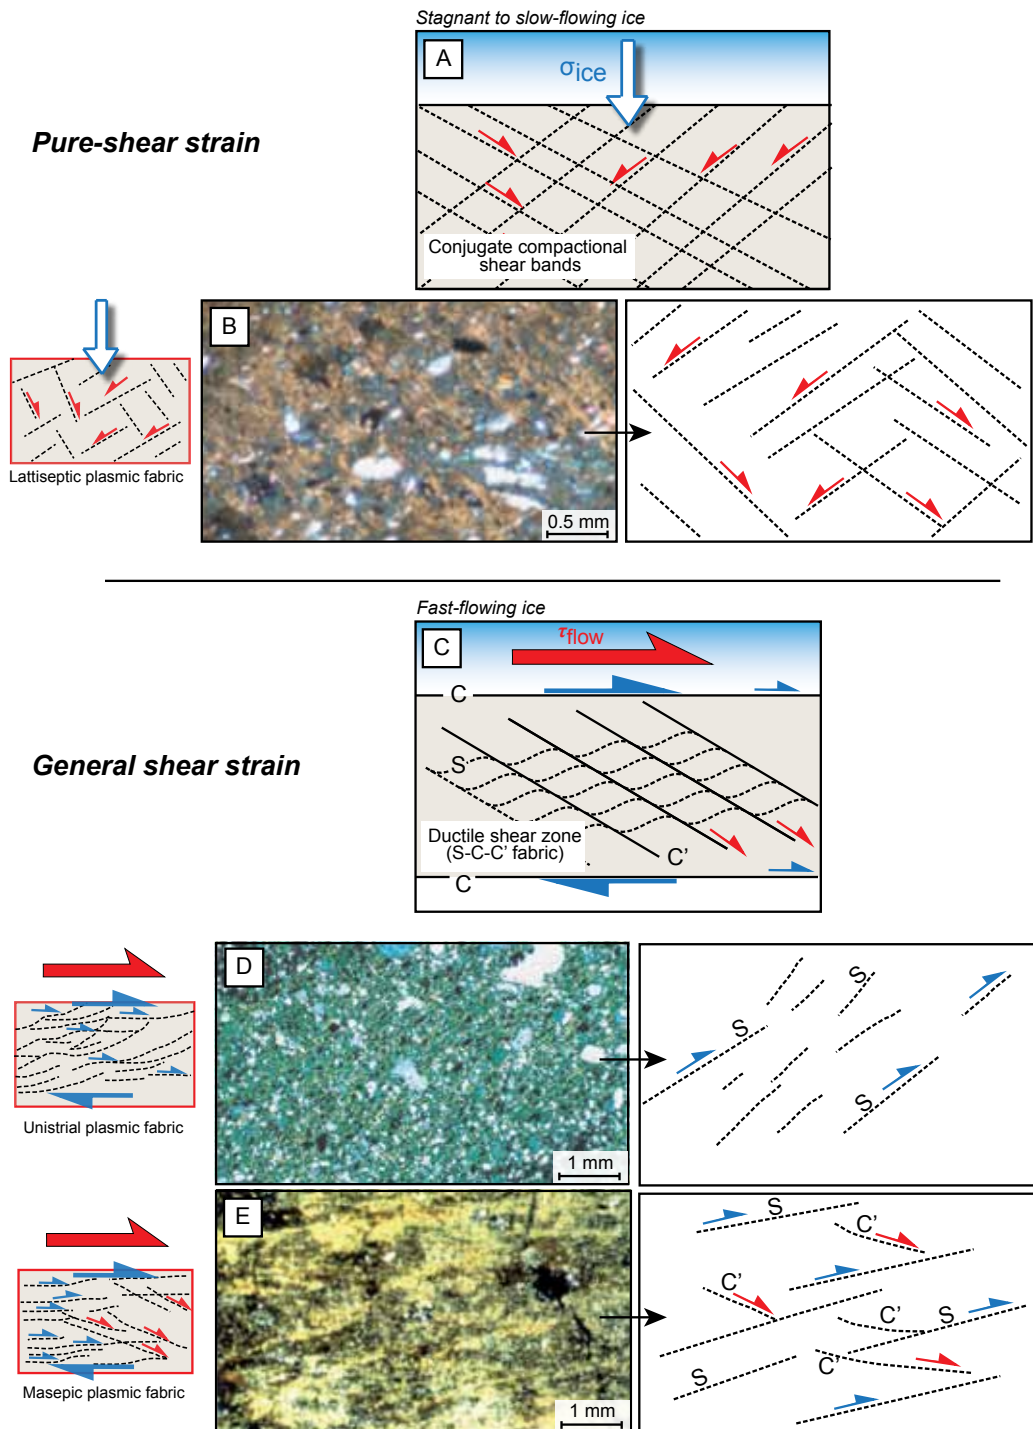 Stagnant to slow-flowing ice
A
σice
Pure-shear strain
Conjugate compactional
shear bands
B
0.5 mm
Lattiseptic plasmic fabric
Fast-flowing ice
C
τflow
C
General shear strain
S
Ductile shear zone
(S-C-C' fabric)
C'
C
D
1 mm
S
S
S
Unistrial plasmic fabric
E
1 mm
S
C'
C'
C'
S
C'
S
Masepic plasmic fabric